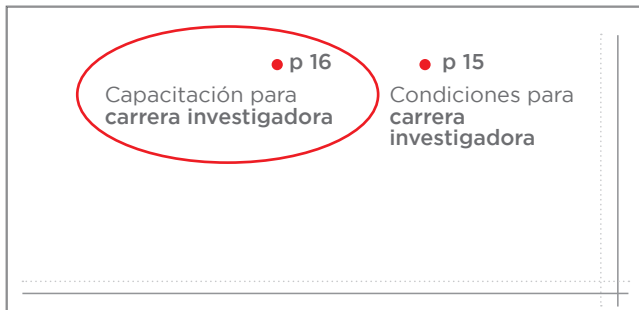 p 16
Capacitación para
carrera investigadora
p 15
Condiciones para
carrera
investigadora